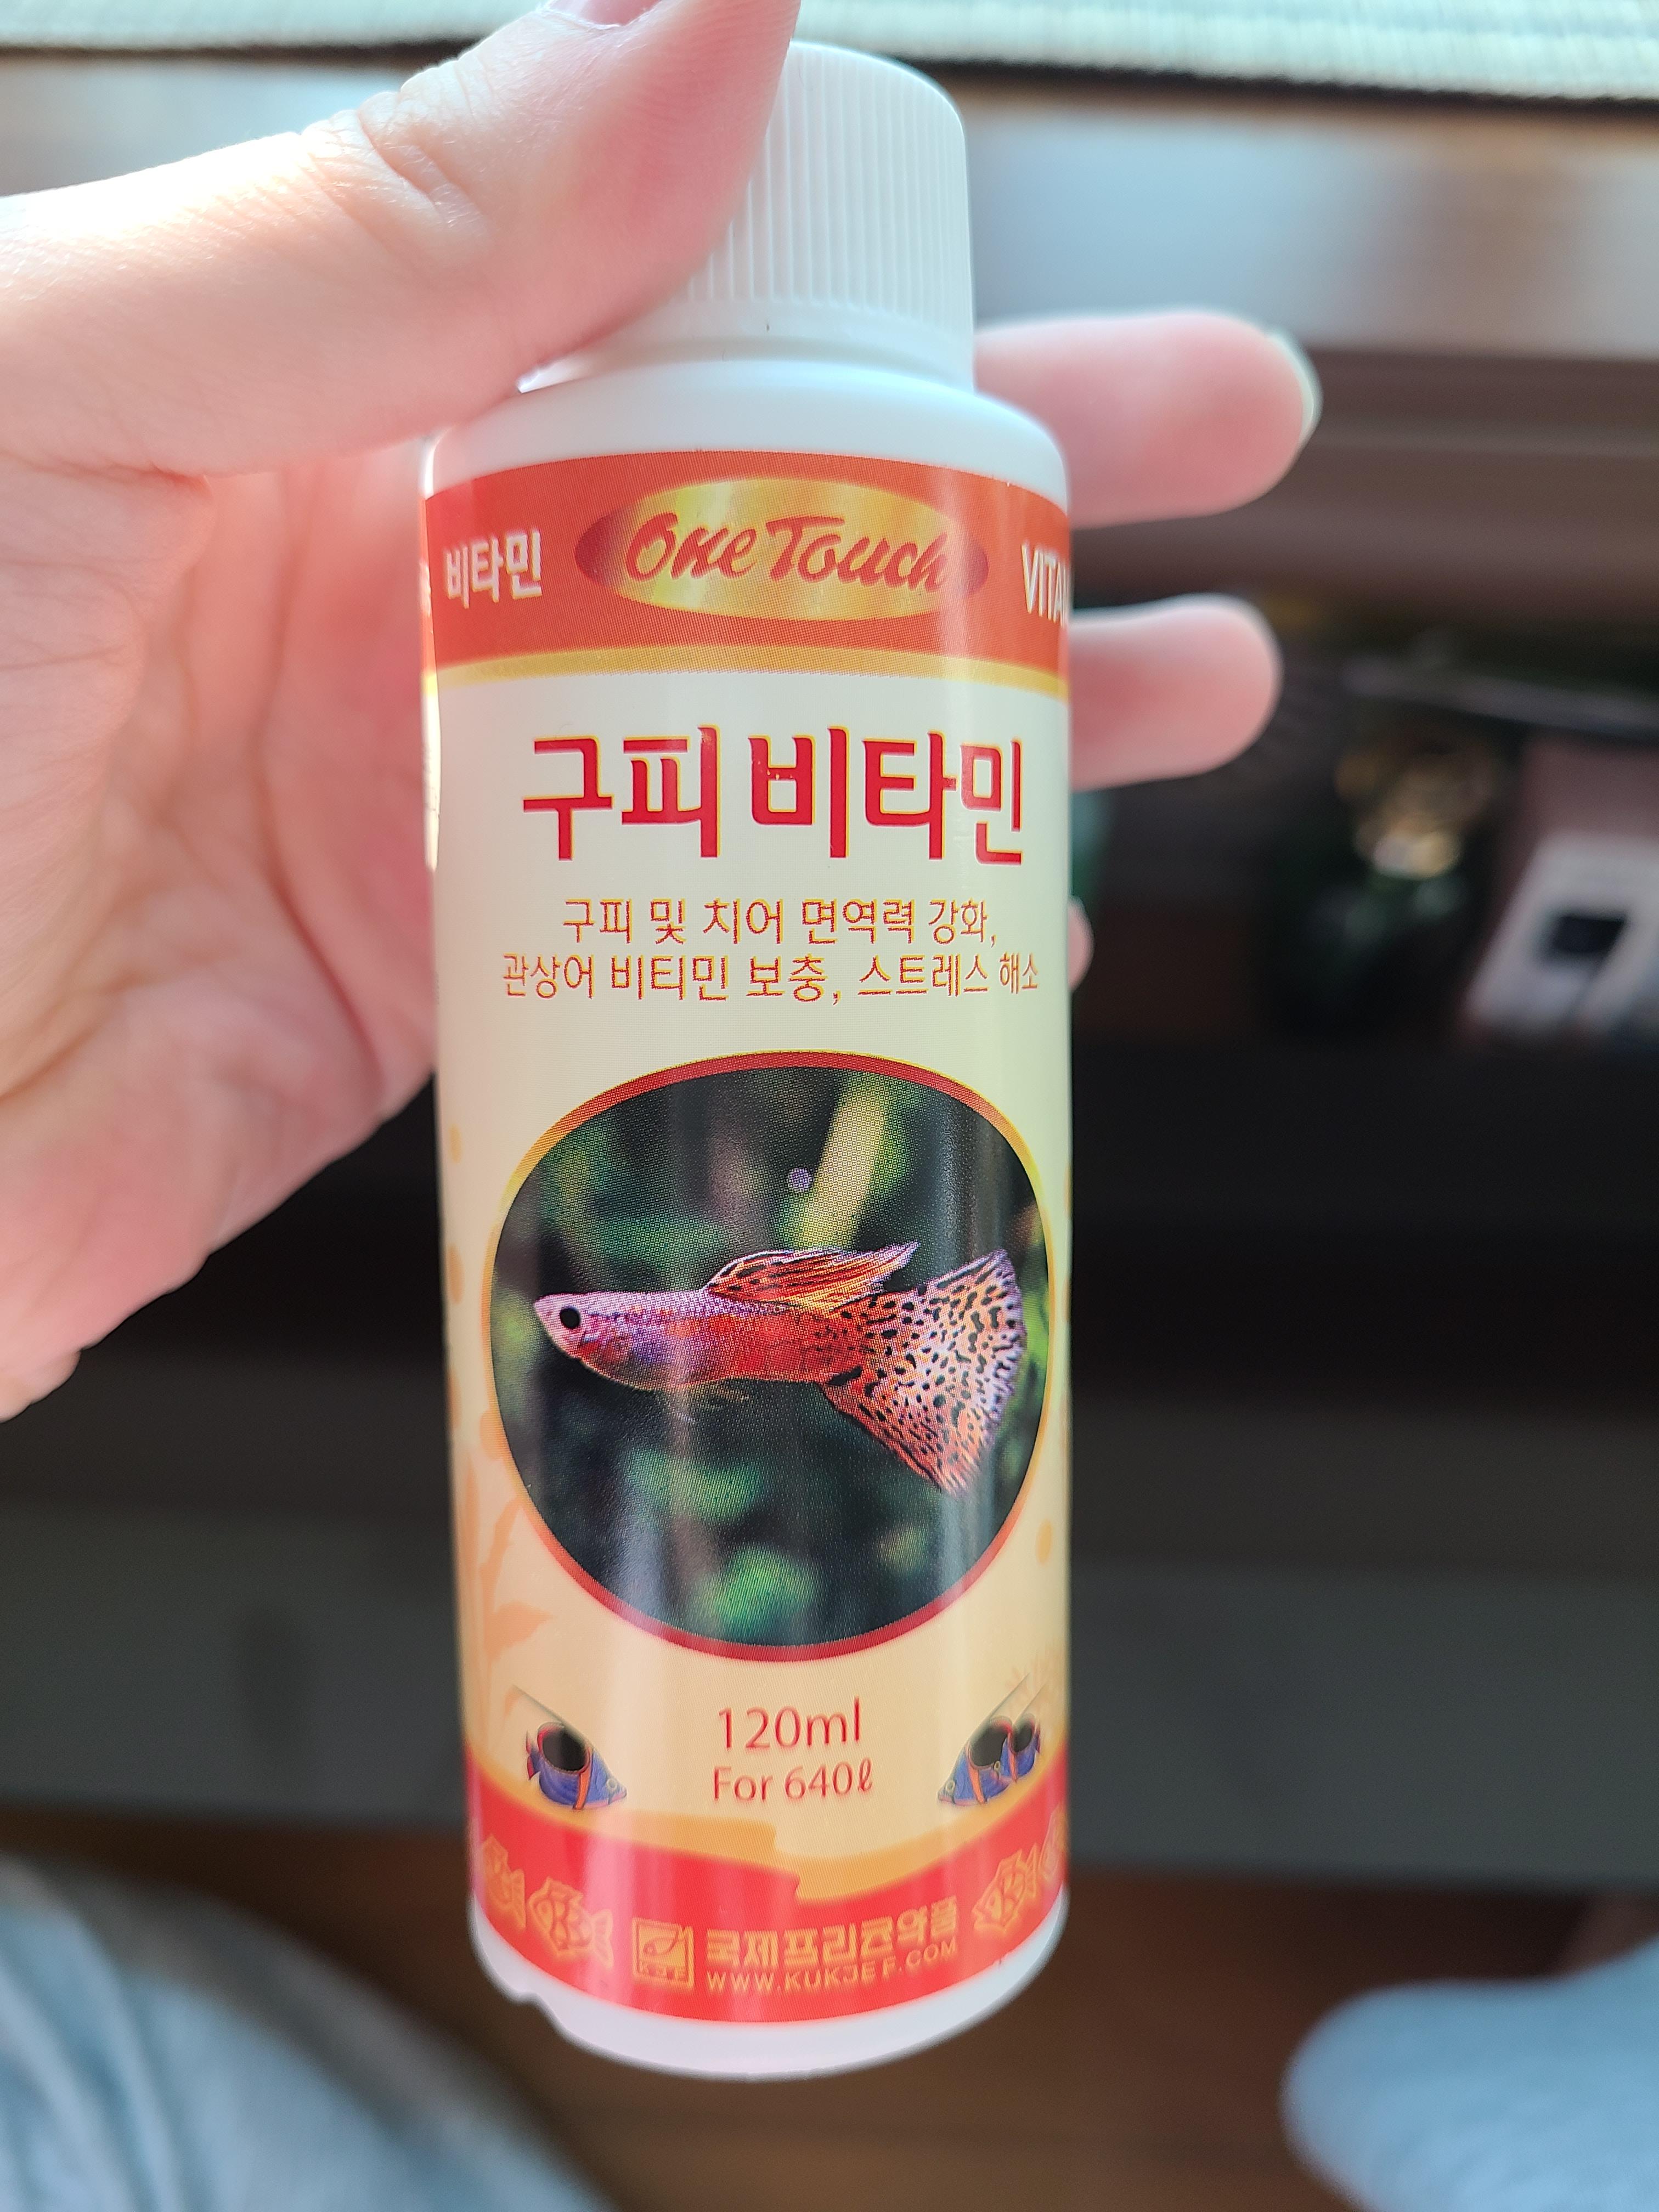 비타민
One Touch
VITA
구피 비타민
구피 및 치어 면역력 강화,
관상어 비티민 보충, 스트레스 해소
120ml
For 640ℓ
KJF
국제프리큰약품
WWW.KUKJEF.COM